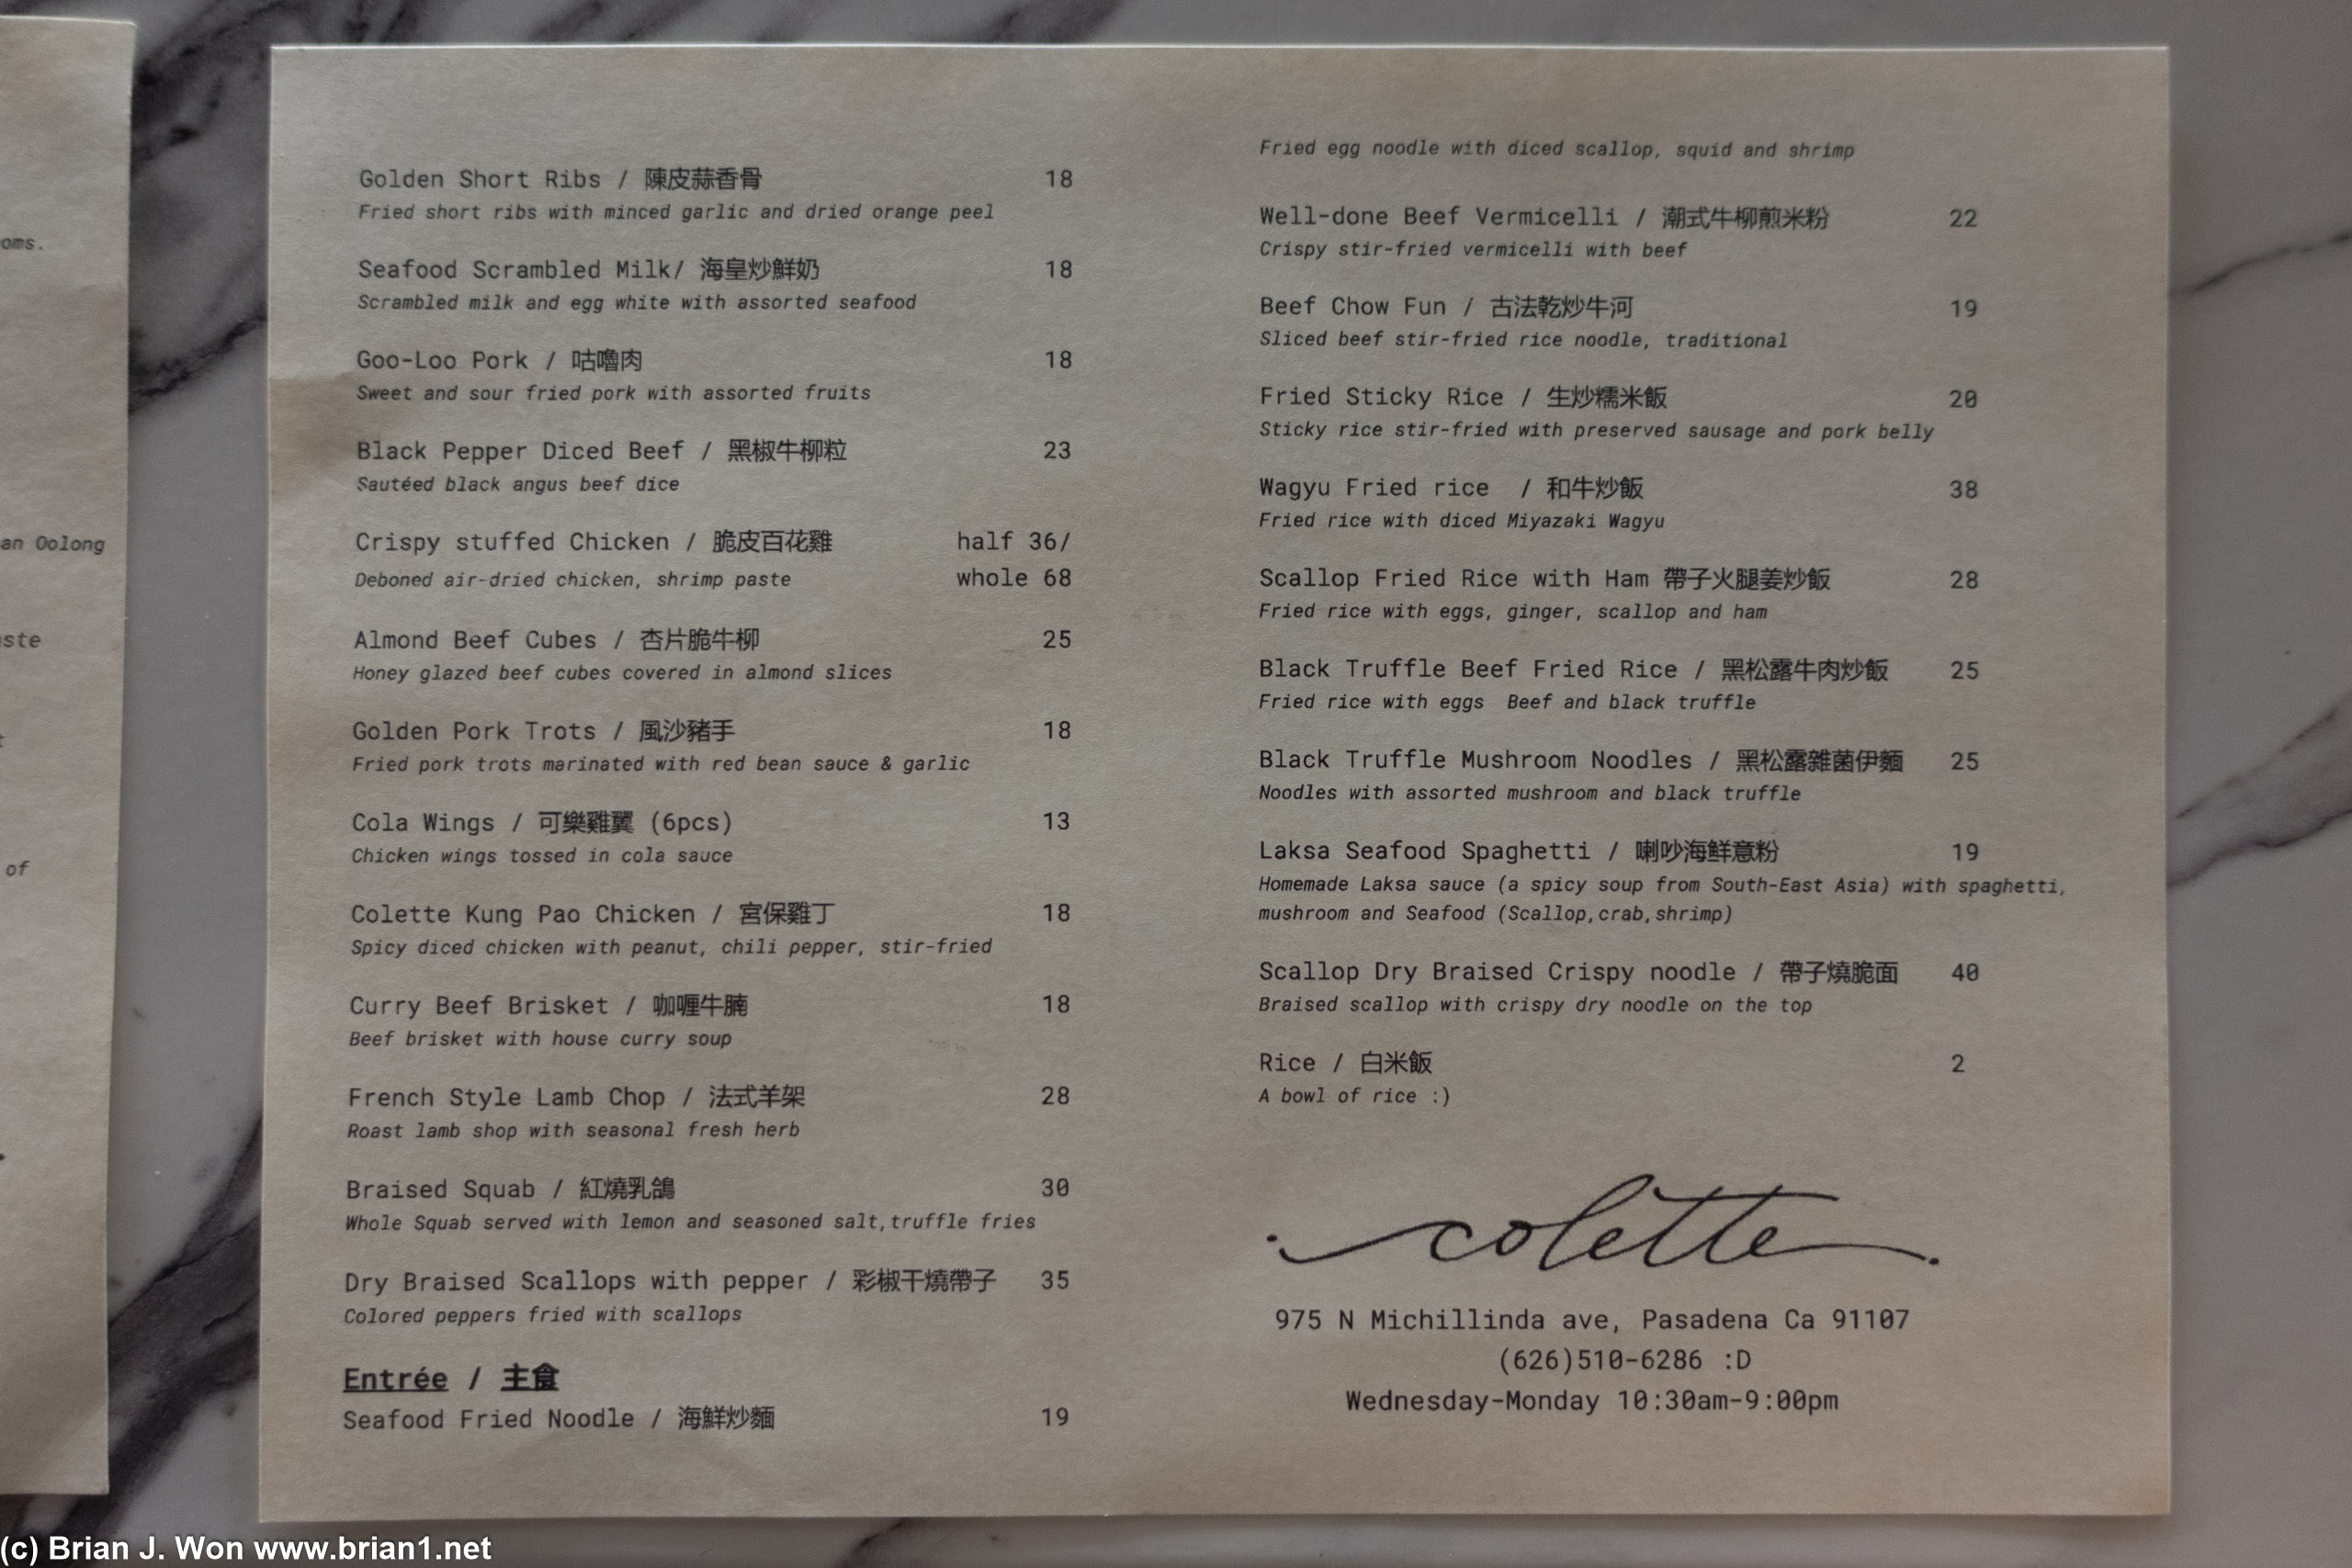 oms.
an Oolong
ste
of
Golden Short Ribs / 陳皮蒜香骨 18
Fried short ribs with minced garlic and dried orange peel
Seafood Scrambled Milk/ 海皇炒鮮奶 18
Scrambled milk and egg white with assorted seafood
Goo-Loo Pork / 咕嚕肉 18
Sweet and sour fried pork with assorted fruits
Black Pepper Diced Beef / 黑椒牛柳粒 23
Sautéed black angus beef dice
Crispy stuffed Chicken / 脆皮百花雞 half 36/
Deboned air-dried chicken, shrimp paste whole 68
Almond Beef Cubes / 杏片脆牛柳 25
Honey glazed beef cubes covered in almond slices
Golden Pork Trots / 風沙豬手 18
Fried pork trots marinated with red bean sauce & garlic
Cola Wings / 可樂雞翼 (6pcs) 13
Chicken wings tossed in cola sauce
Colette Kung Pao Chicken / 宮保雞丁 18
Spicy diced chicken with peanut, chili pepper, stir-fried
Curry Beef Brisket / 咖喱牛腩 18
Beef brisket with house curry soup
French Style Lamb Chop / 法式羊架 28
Roast lamb shop with seasonal fresh herb
Braised Squab / 紅燒乳鴿 30
Whole Squab served with lemon and seasoned salt,truffle fries
Dry Braised Scallops with pepper / 彩椒干燒帶子 35
Colored peppers fried with scallops
Entrée / 主食
Seafood Fried Noodle / 海鮮炒麵 19
Fried egg noodle with diced scallop, squid and shrimp
Well-done Beef Vermicelli / 潮式牛柳煎米粉 22
Crispy stir-fried vermicelli with beef
Beef Chow Fun / 古法乾炒牛河 19
Sliced beef stir-fried rice noodle, traditional
Fried Sticky Rice / 生炒糯米飯 20
Sticky rice stir-fried with preserved sausage and pork belly
Wagyu Fried rice / 和牛炒飯 38
Fried rice with diced Miyazaki Wagyu
Scallop Fried Rice with Ham 帶子火腿姜炒飯 28
Fried rice with eggs, ginger, scallop and ham
Black Truffle Beef Fried Rice / 黑松露牛肉炒飯 25
Fried rice with eggs Beef and black truffle
Black Truffle Mushroom Noodles / 黑松露雜菌伊麵 25
Noodles with assorted mushroom and black truffle
Laksa Seafood Spaghetti / 喇吵海鮮意粉 19
Homemade Laksa sauce (a spicy soup from South-East Asia) with spaghetti,
mushroom and Seafood (Scallop,crab,shrimp)
Scallop Dry Braised Crispy noodle / 帶子燒脆面 40
Braised scallop with crispy dry noodle on the top
Rice / 白米飯 2
A bowl of rice :)
colette
975 N Michillinda ave, Pasadena Ca 91107
(626)510-6286 :D
Wednesday-Monday 10:30am-9:00pm
(c) Brian J. Won www.brian1.net